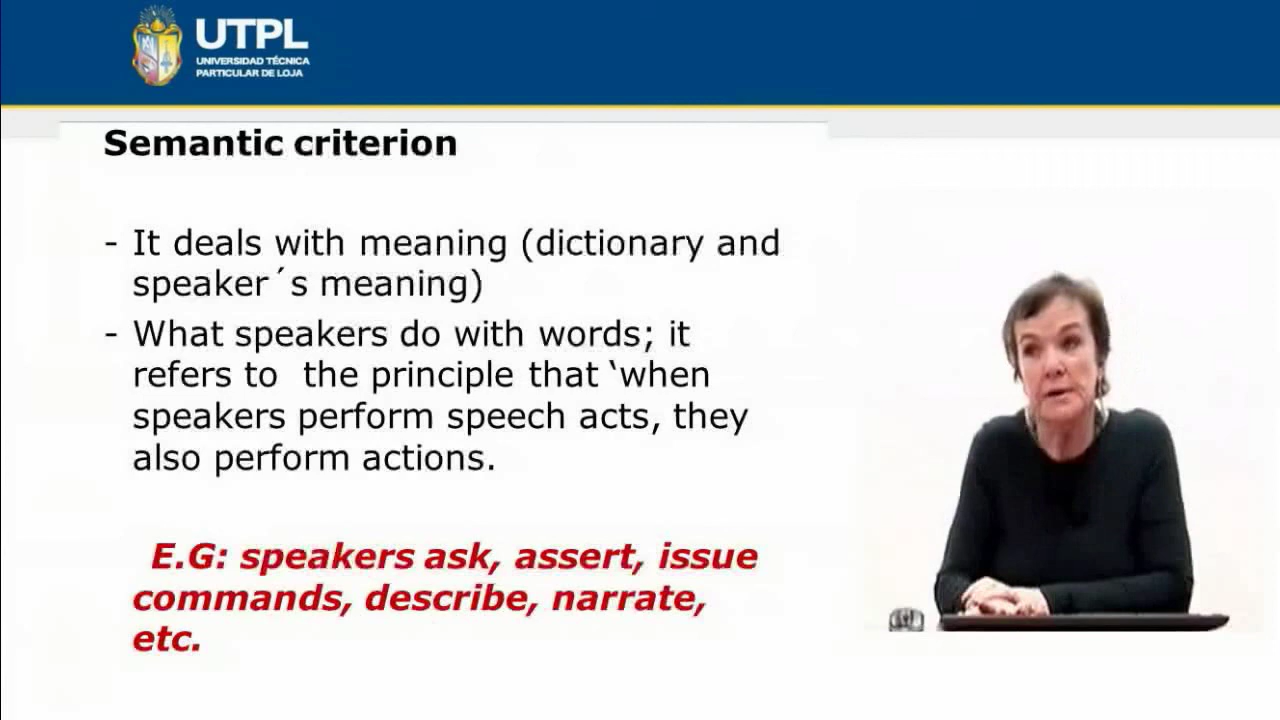 UTPL
UNIVERSIDAD TÉCNICA
PARTICULAR DE LOJA
Semantic criterion
- It deals with meaning (dictionary and
speaker´s meaning)
- What speakers do with words; it
refers to  the principle that ‘when
speakers perform speech acts, they
also perform actions.
E.G: speakers ask, assert, issue
commands, describe, narrate,
etc.